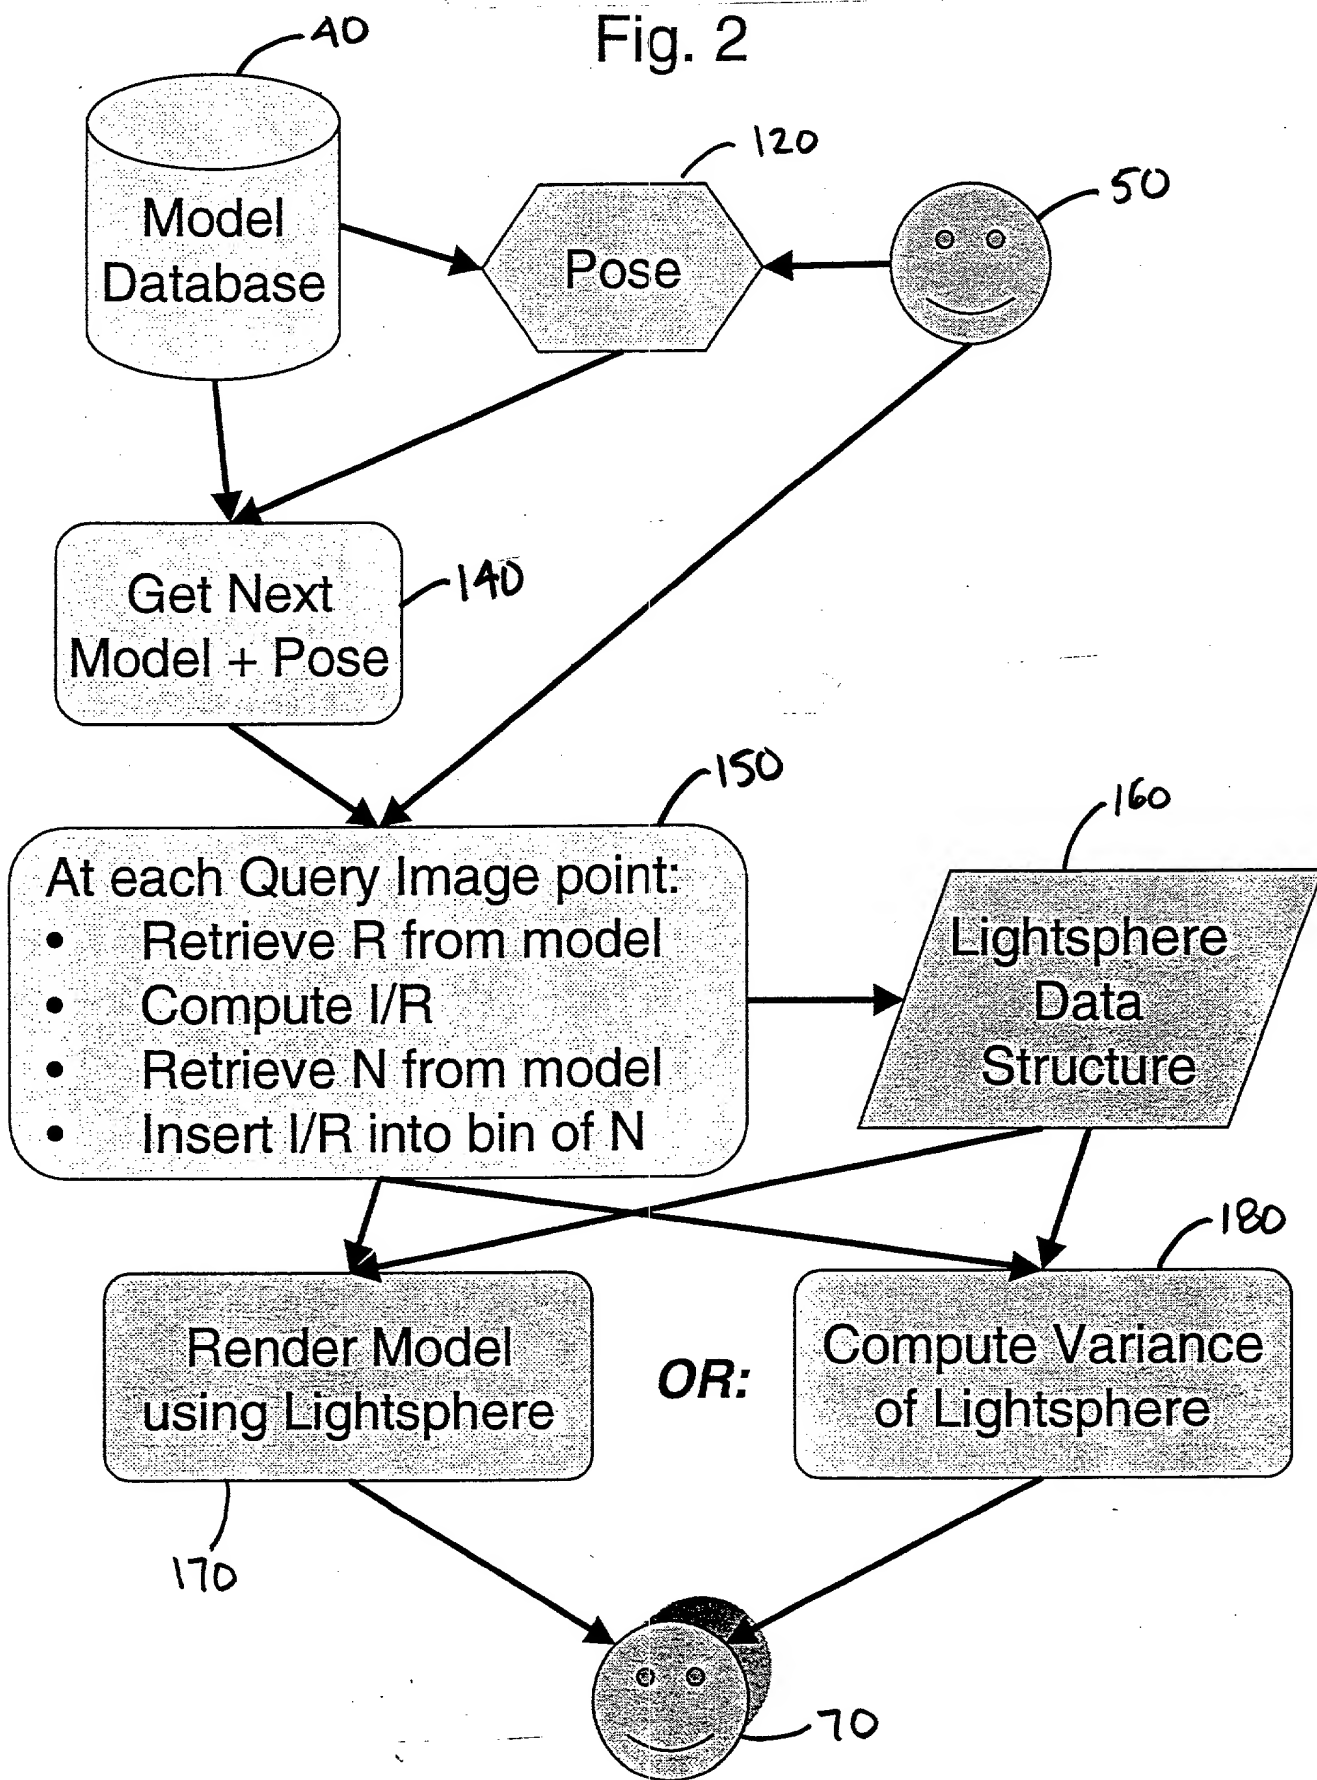 Fig. 2
40
120
50
Model
Database
Pose
Get Next
Model + Pose
140
150
160
At each Query Image point:
• Retrieve R from model
• Compute I/R
• Retrieve N from model
• Insert I/R into bin of N
Lightsphere
Data
Structure
180
Render Model
using Lightsphere
OR:
Compute Variance
of Lightsphere
170
70